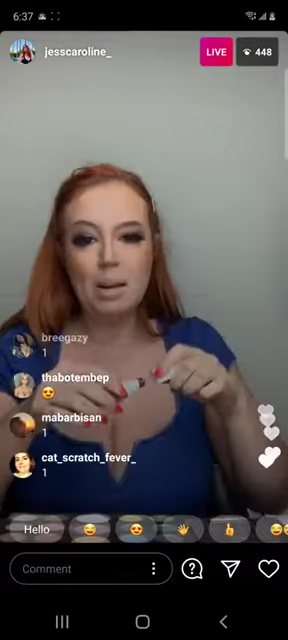 6:37
jesscaroline_
LIVE
448
breegazy
1
thabotembep
😍
mabarbisan
1
cat_scratch_fever_
1
Hello
Comment